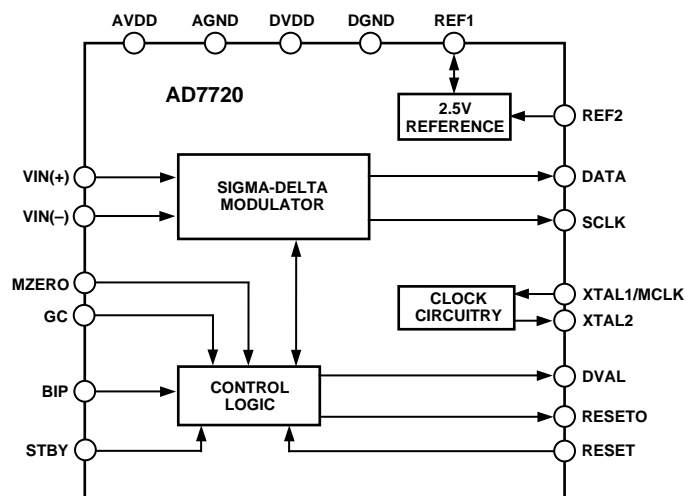 AVDD AGND DVDD DGND REF1
AD7720
2.5V
REFERENCE
REF2
VIN(+)
VIN(–)
SIGMA-DELTA
MODULATOR
DATA
SCLK
MZERO
GC
CLOCK
CIRCUITRY
XTAL1/MCLK
XTAL2
BIP
STBY
CONTROL
LOGIC
DVAL
RESETO
RESET